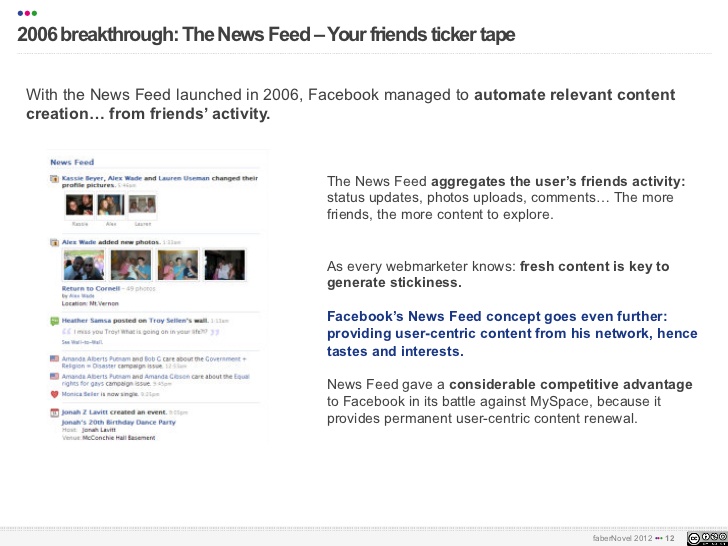 2006 breakthrough: The News Feed – Your friends ticker tape
With the News Feed launched in 2006, Facebook managed to automate relevant content
creation… from friends’ activity.
News Feed
Kassie Beyer, Alex Wade and Lauren Useman changed their
profile pictures.
Kassie Alex Lauren
Alex Wade added new photos.
Return to Cornell – 49 photos
by Alex Wade
Location: Mt.Vernon
Heather Samsa posted on Troy Sellen's wall.
I miss you Troy! What is going on in your life?!?
See Wall-to-Wall.
Amanda Alberts Putnam and Bob G care about the Government +
Religion = Disaster campaign issue.
Amanda Alberts Putnam and Amanda Gibson care about the Equal
rights for gays campaign issue.
Monica Beiler is now single.
Jonah Z Lavitt created an event.
Jonah's 20th Birthday Dance Party
Host: Jonah Lavitt
Venue: McConchie Hall Basement
The News Feed aggregates the user’s friends activity:
status updates, photos uploads, comments… The more
friends, the more content to explore.
As every webmarketer knows: fresh content is key to
generate stickiness.
Facebook’s News Feed concept goes even further:
providing user-centric content from his network, hence
tastes and interests.
News Feed gave a considerable competitive advantage
to Facebook in its battle against MySpace, because it
provides permanent user-centric content renewal.
faberNovel 2012 ••• 12